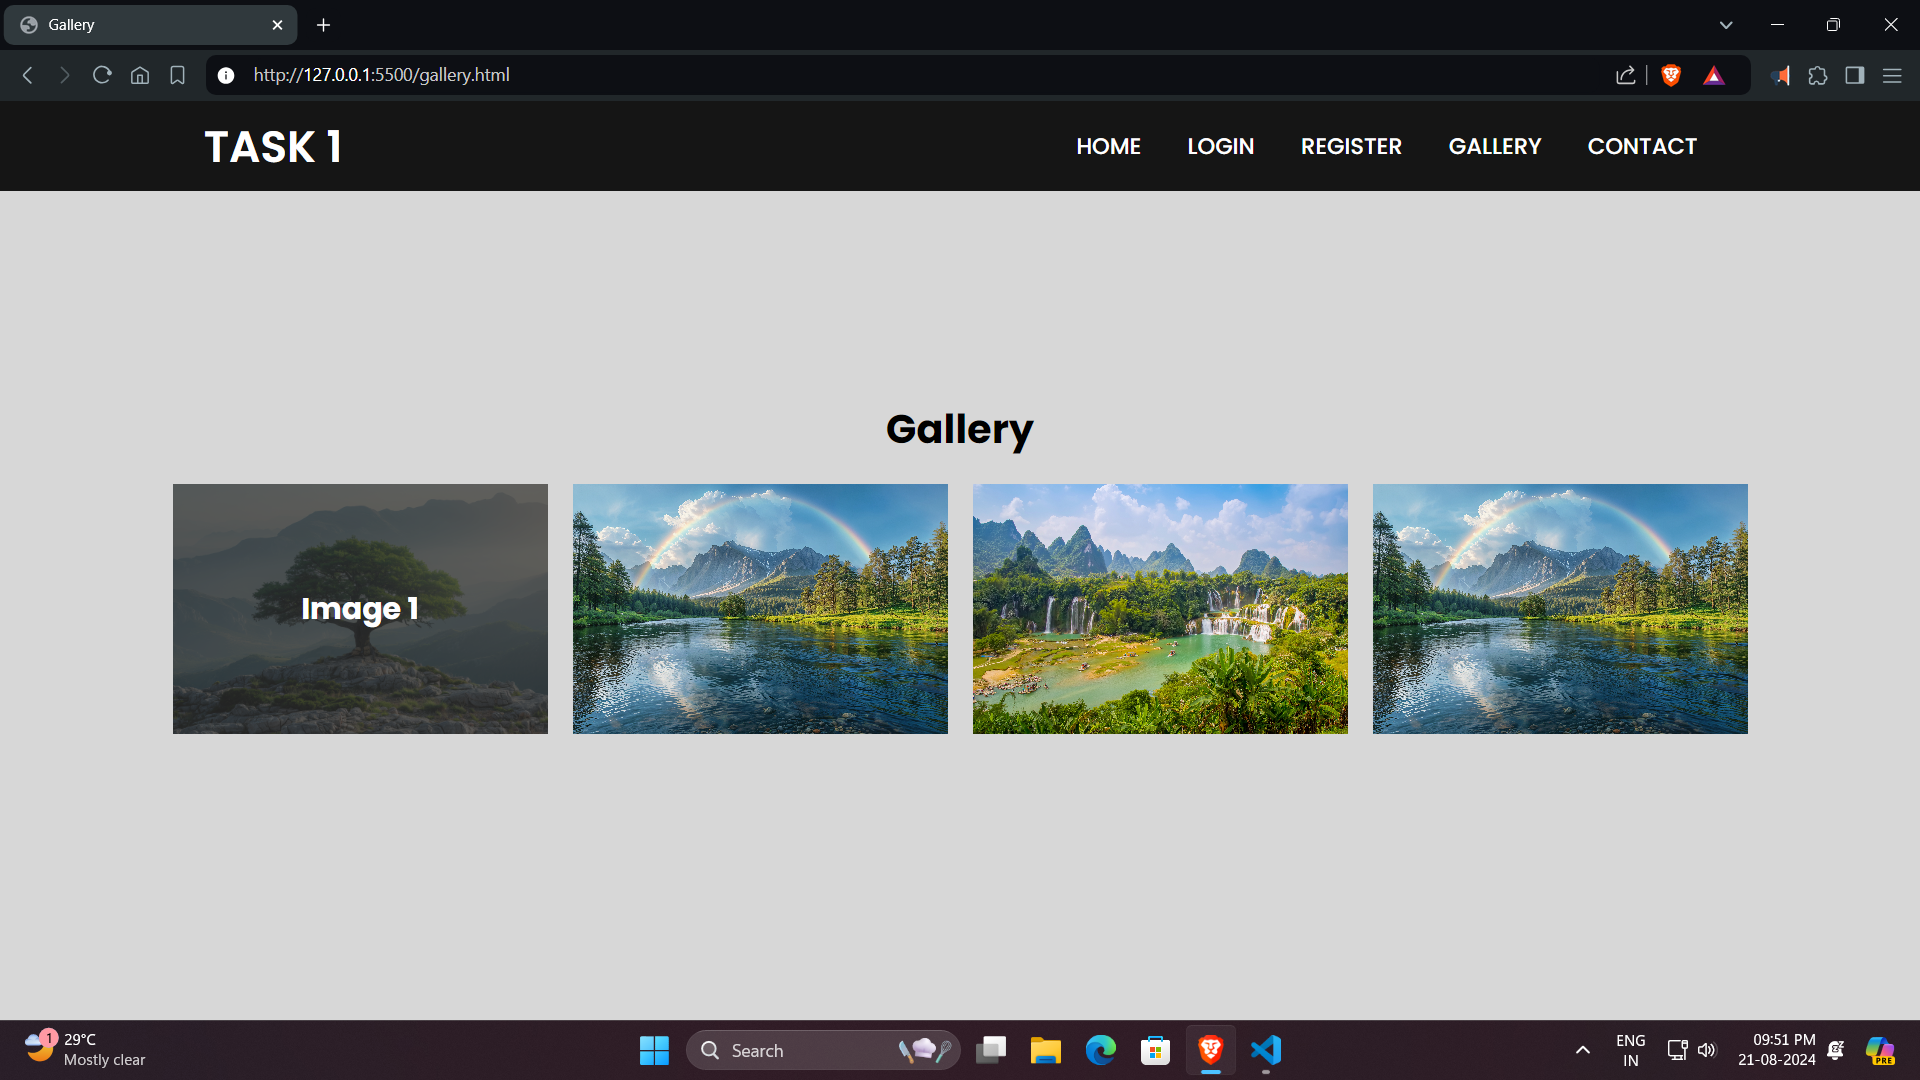 Gallery
http://127.0.0.1:5500/gallery.html
TASK 1
HOME
LOGIN
REGISTER
GALLERY
CONTACT
Gallery
Image 1
1
29°C
Mostly clear
Search
ENG
IN
09:51 PM
21-08-2024
PRE